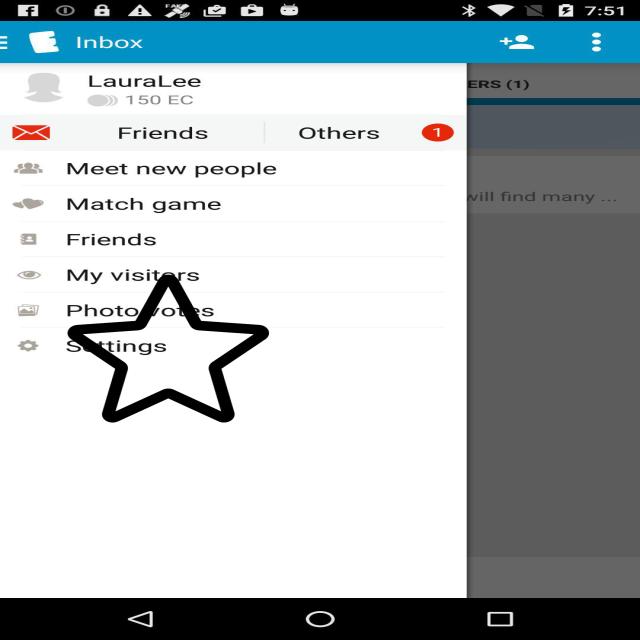 7:51
Inbox
LauraLee
150 EC
ERS (1)
Friends Others 1
Meet new people
Match game
will find many ...
Friends
My visitors
Photo votes
Settings